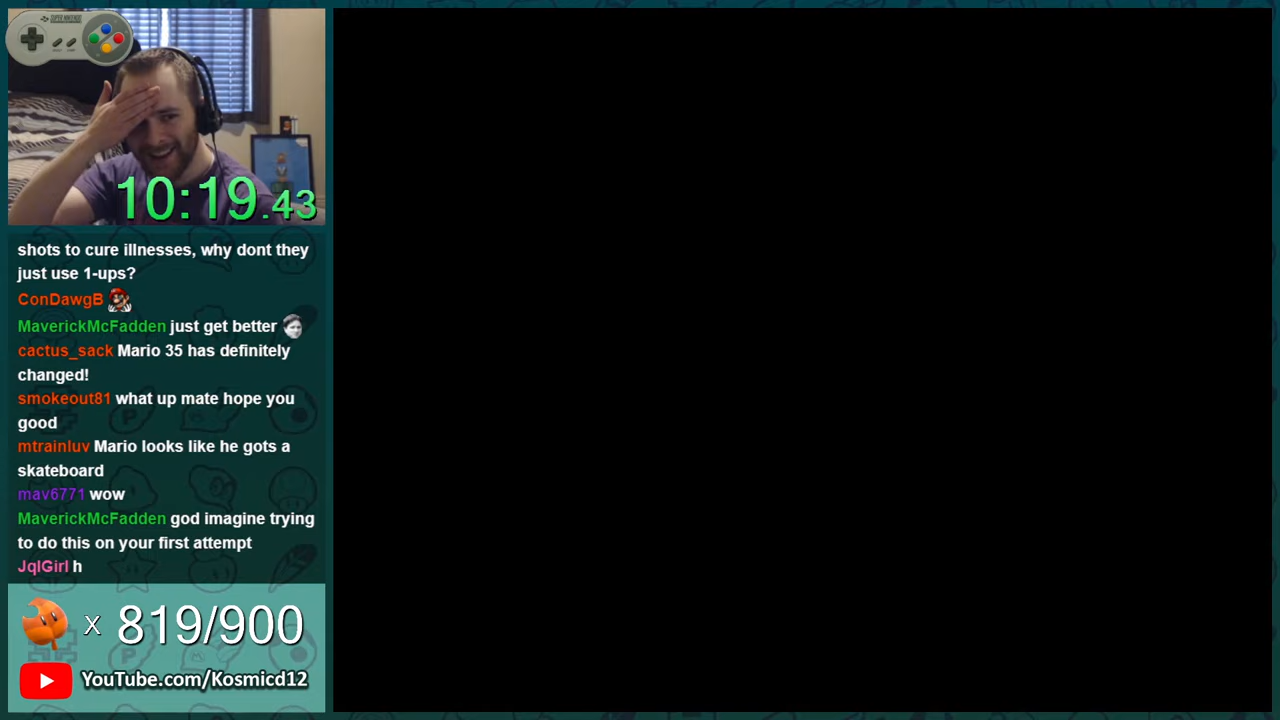 10:19.43
shots to cure illnesses, why dont they
just use 1-ups?
ConDawgB
MaverickMcFadden just get better
cactus_sack Mario 35 has definitely
changed!
smokeout81 what up mate hope you
good
mtrainluv Mario looks like he gots a
skateboard
mav6771 wow
MaverickMcFadden god imagine trying
to do this on your first attempt
JqlGirl h
x 819/900
YouTube.com/Kosmicd12